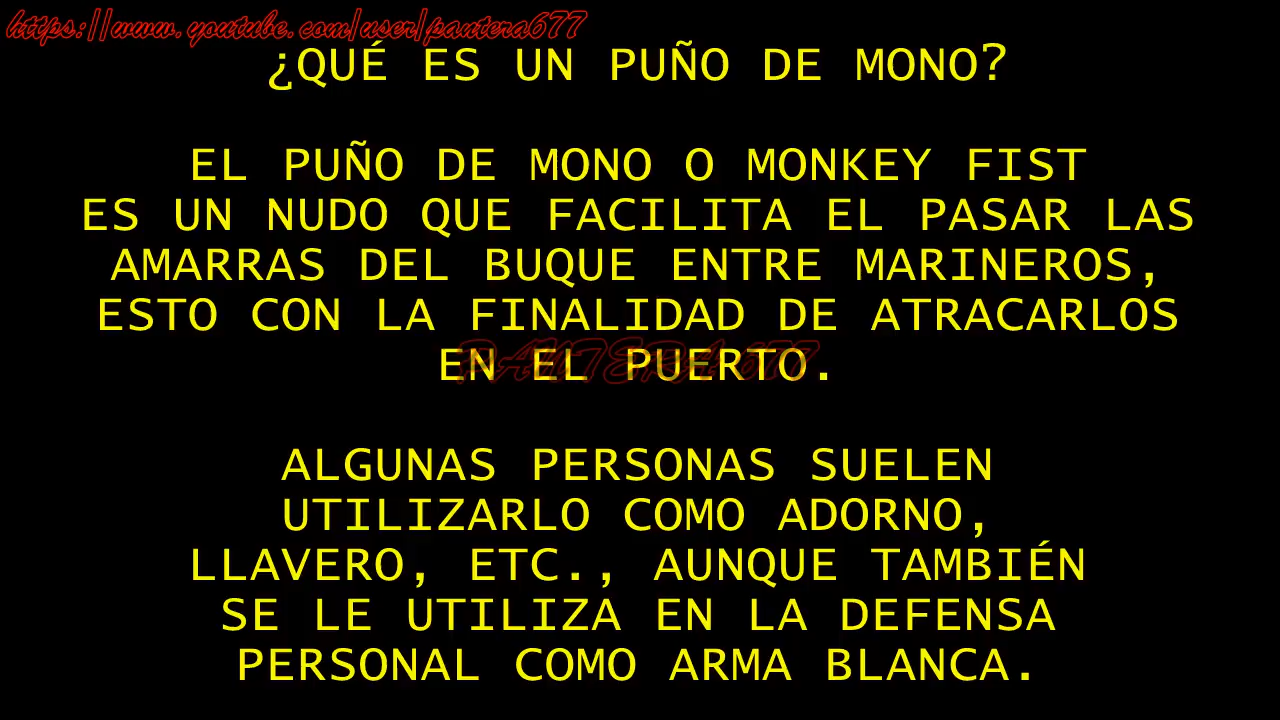 https://www.youtube.com/user/pantera677
¿QUÉ ES UN PUÑO DE MONO?
EL PUÑO DE MONO O MONKEY FIST
ES UN NUDO QUE FACILITA EL PASAR LAS
AMARRAS DEL BUQUE ENTRE MARINEROS,
ESTO CON LA FINALIDAD DE ATRACARLOS
EN EL PUERTO.
PANTERA 677
ALGUNAS PERSONAS SUELEN
UTILIZARLO COMO ADORNO,
LLAVERO, ETC., AUNQUE TAMBIÉN
SE LE UTILIZA EN LA DEFENSA
PERSONAL COMO ARMA BLANCA.